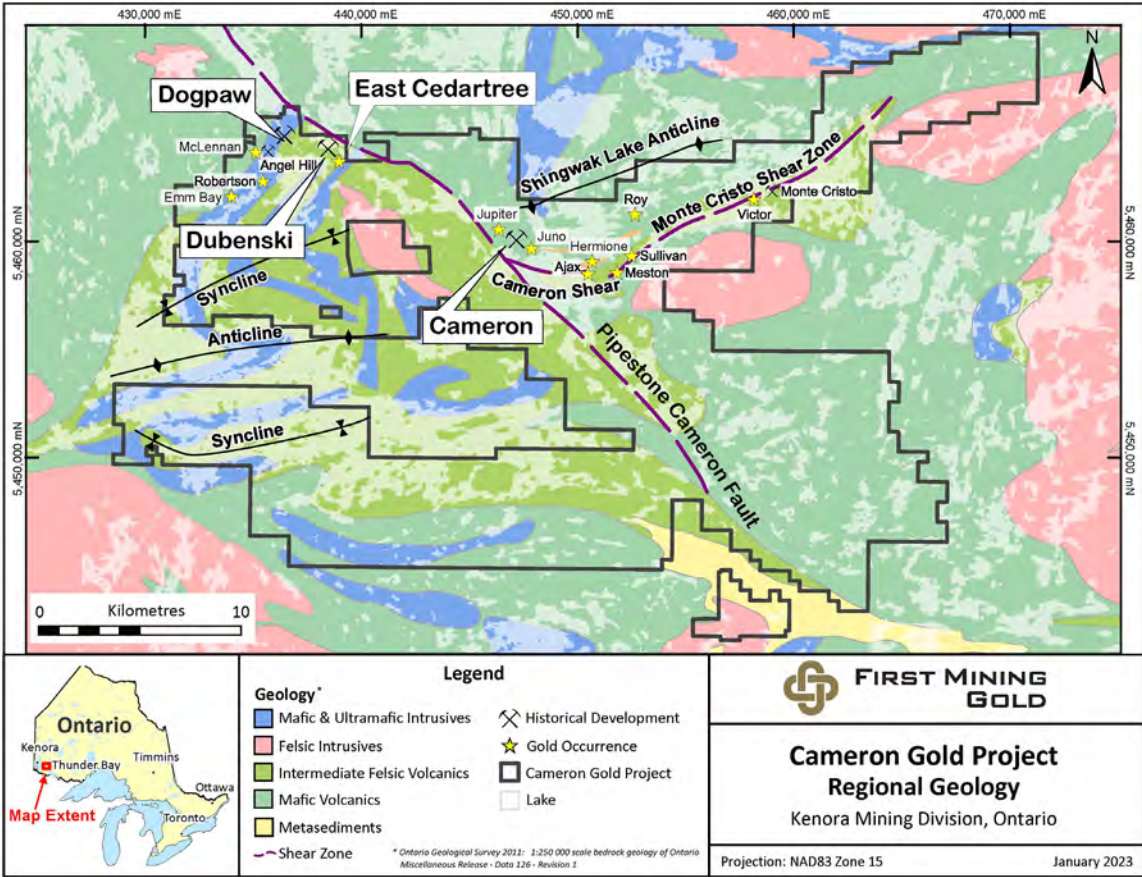 430,000 mE
440,000 mE
450,000 mE
460,000 mE
470,000 mE
N
Dogpaw
East Cedartree
McLennan
Angel Hill
Robertson
Emm Bay
Dubenski
Shingwak Lake Anticline
Monte Cristo Shear Zone
Monte Cristo
Victor
Roy
Jupiter
Juno
Hermione
Sullivan
Ajax
Meston
Cameron Shear
Cameron
Syncline
Anticline
Syncline
Pipestone Cameron Fault
5,460,000 mN
5,460,000 mN
5,450,000 mN
5,450,000 mN
0 Kilometres 10
Ontario
Kenora
Thunder Bay
Timmins
Ottawa
Toronto
Map Extent
Legend
Geology*
Mafic & Ultramafic Intrusives
Felsic Intrusives
Intermediate Felsic Volcanics
Mafic Volcanics
Metasediments
Shear Zone
Historical Development
Gold Occurrence
Cameron Gold Project
Lake
* Ontario Geological Survey 2011: 1:250 000 scale bedrock geology of Ontario
Miscellaneous Release - Data 126 - Revision 1
FIRST MINING
GOLD
Cameron Gold Project
Regional Geology
Kenora Mining Division, Ontario
Projection: NAD83 Zone 15
January 2023